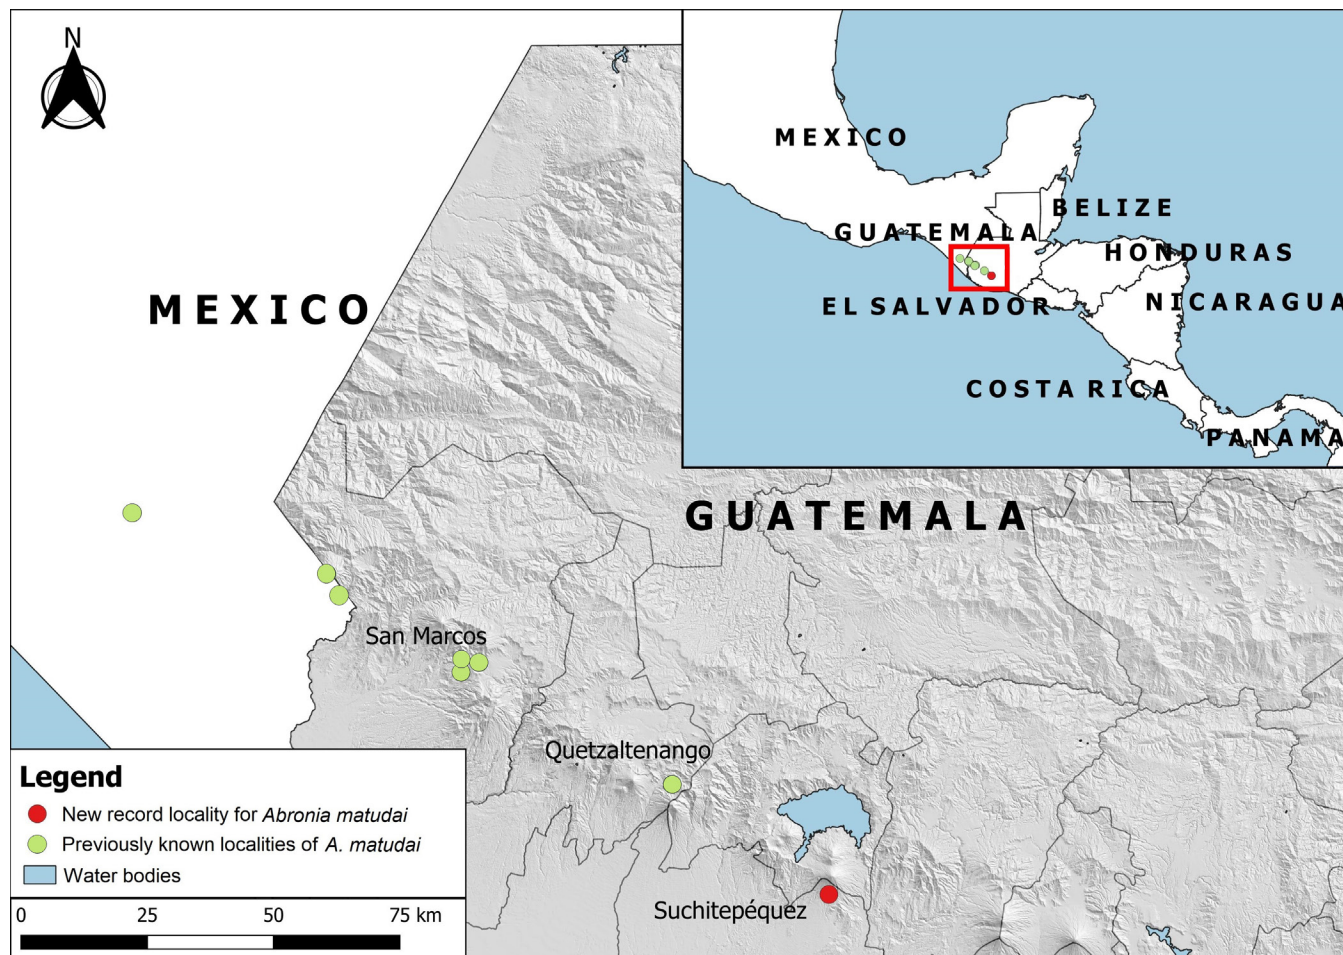 N
MEXICO
BELIZE
GUATEMALA
HONDURAS
EL SALVADOR
NICARAGUA
COSTA RICA
PANAMA
MEXICO
GUATEMALA
San Marcos
Quetzaltenango
Suchitepéquez
Legend
New record locality for Abronia matudai
Previously known localities of A. matudai
Water bodies
0 25 50 75 km